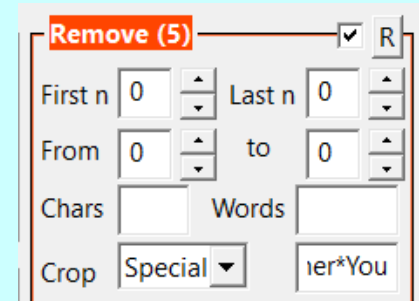 Remove (5) R
First n 0 Last n 0
From 0 to 0
Chars Words
Crop Special ner*You